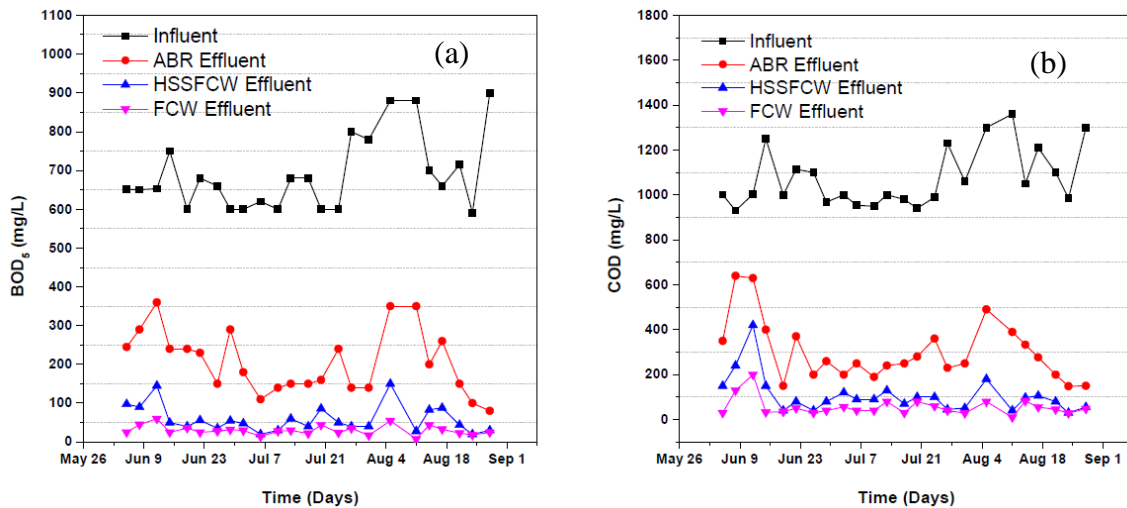 (a)
Influent
ABR Effluent
HSSFCW Effluent
FCW Effluent
BOD5 (mg/L)
1100
1000
900
800
700
600
500
400
300
200
100
0
May 26 Jun 9 Jun 23 Jul 7 Jul 21 Aug 4 Aug 18 Sep 1
Time (Days)
(b)
Influent
ABR Effluent
HSSFCW Effluent
FCW Effluent
COD (mg/L)
1800
1600
1400
1200
1000
800
600
400
200
0
May 26 Jun 9 Jun 23 Jul 7 Jul 21 Aug 4 Aug 18 Sep 1
Time (Days)